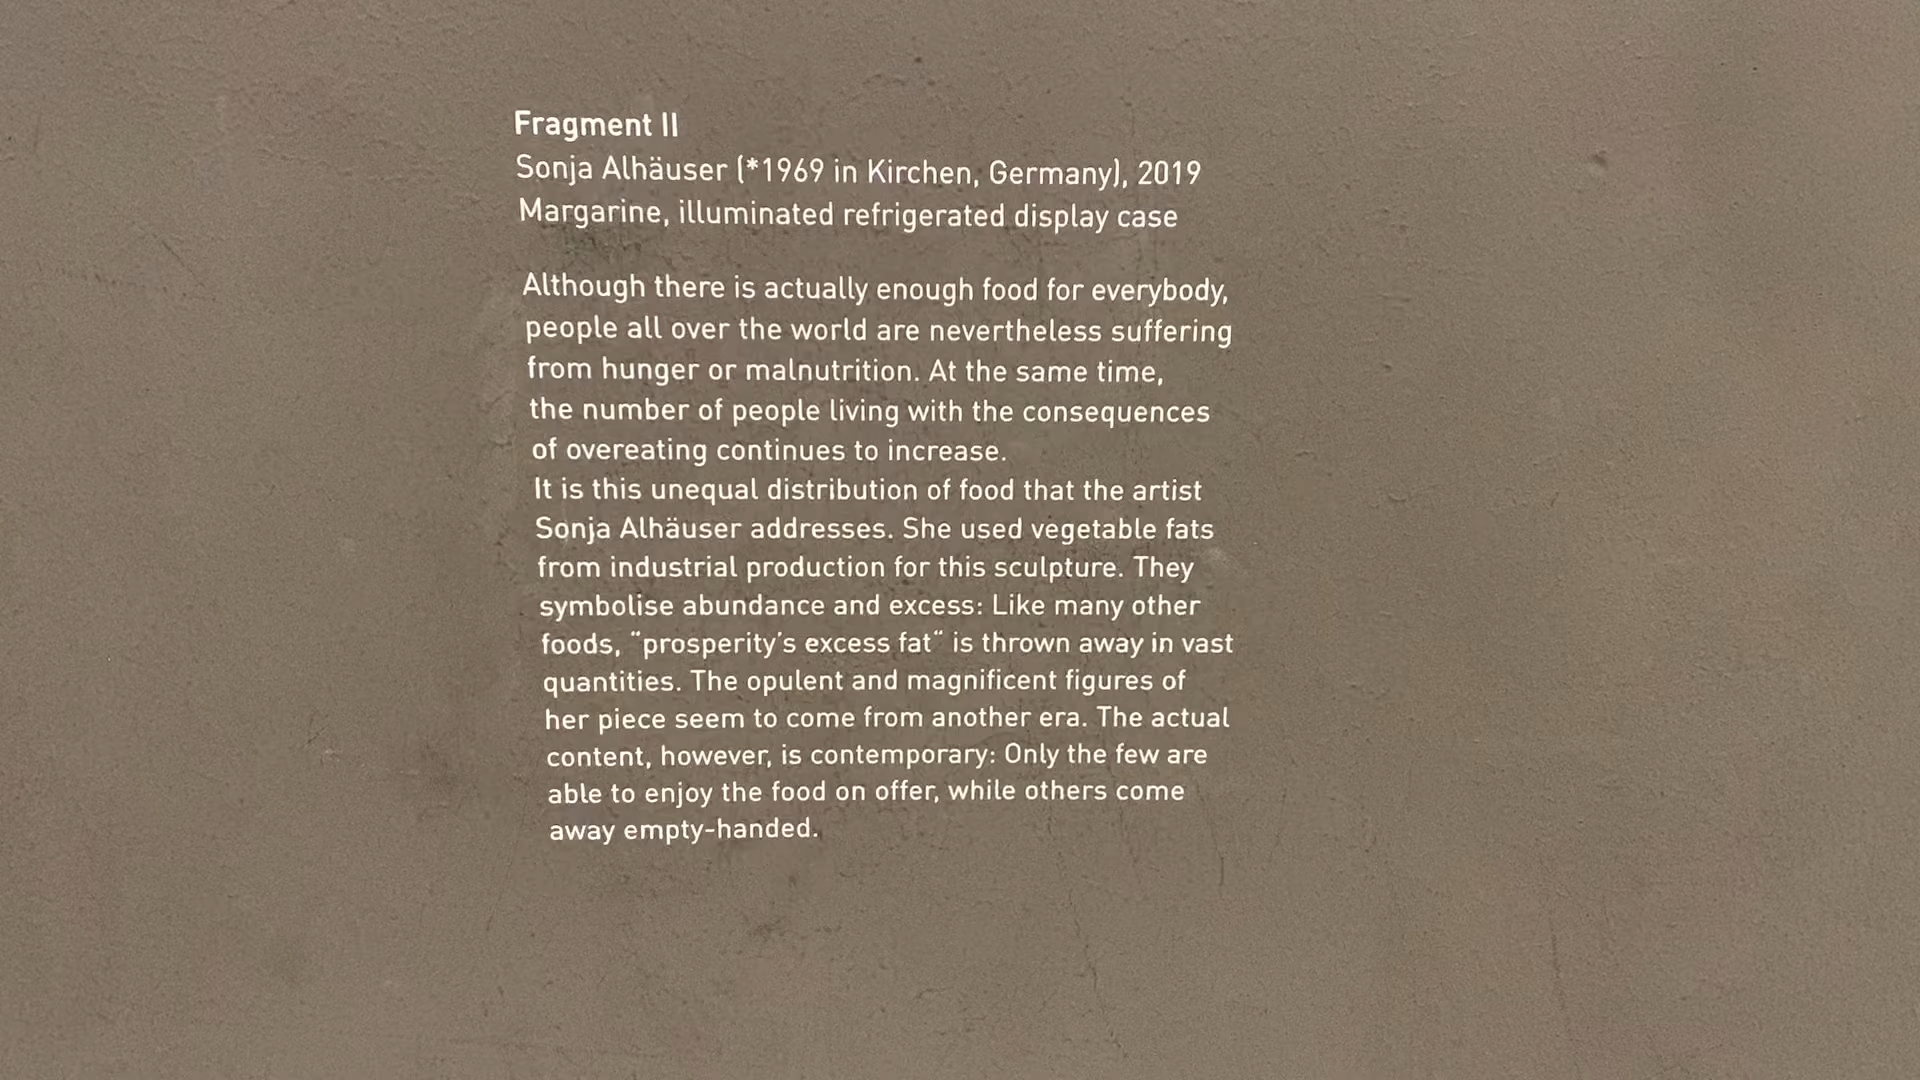 Fragment II
Sonja Alhäuser (*1969 in Kirchen, Germany), 2019
Margarine, illuminated refrigerated display case
Although there is actually enough food for everybody,
people all over the world are nevertheless suffering
from hunger or malnutrition. At the same time,
the number of people living with the consequences
of overeating continues to increase.
It is this unequal distribution of food that the artist
Sonja Alhäuser addresses. She used vegetable fats
from industrial production for this sculpture. They
symbolise abundance and excess: Like many other
foods, “prosperity’s excess fat“ is thrown away in vast
quantities. The opulent and magnificent figures of
her piece seem to come from another era. The actual
content, however, is contemporary: Only the few are
able to enjoy the food on offer, while others come
away empty-handed.